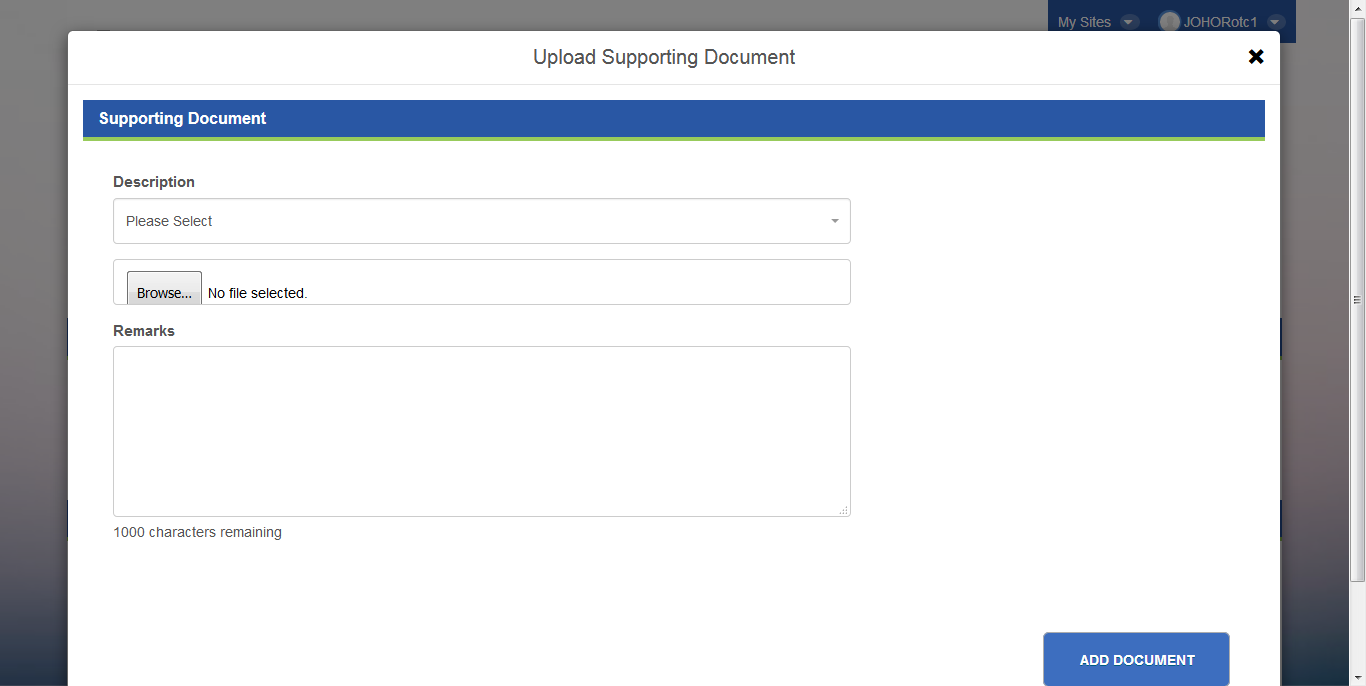 My Sites JOHORotc1
Upload Supporting Document
Supporting Document
Description
Please Select
Browse... No file selected.
Remarks
1000 characters remaining
ADD DOCUMENT